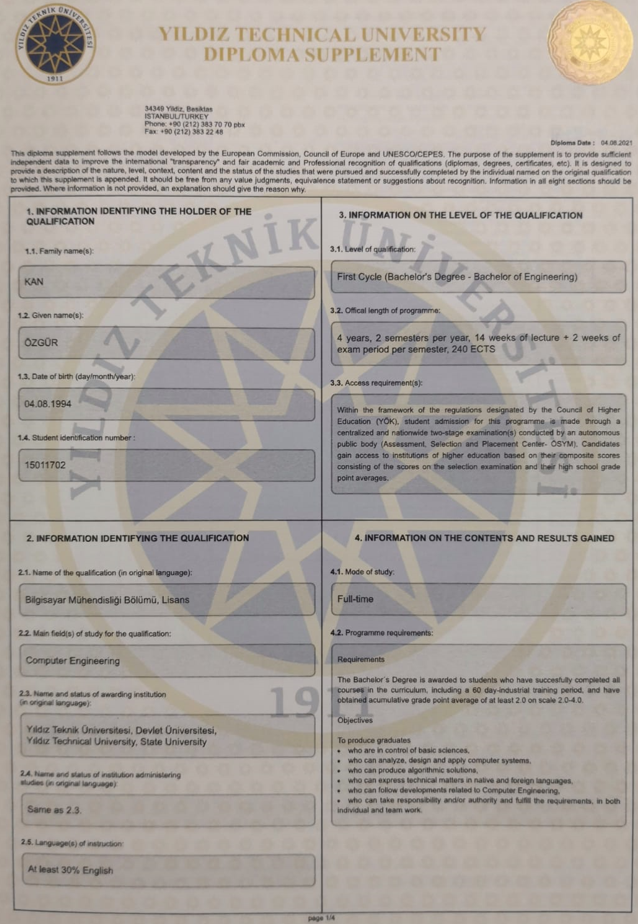 YILDIZ TEKNİK ÜNİVERSİTESİ
1911
YILDIZ TECHNICAL UNIVERSITY
DIPLOMA SUPPLEMENT
34349 Yildiz, Besiktas
ISTANBUL/TURKEY
Phone: +90 (212) 383 70 70 pbx
Fax: +90 (212) 383 22 48
Diploma Date : 04.08.2021
This diploma supplement follows the model developed by the European Commission, Council of Europe and UNESCO/CEPES. The purpose of the supplement is to provide sufficient
independent data to improve the international "transparency" and fair academic and Professional recognition of qualifications (diplomas, degrees, certificates, etc). It is designed to
provide a description of the nature, level, context, content and the status of the studies that were pursued and successfully completed by the individual named on the original qualification
to which this supplement is appended. It should be free from any value judgments, equivalence statement or suggestions about recognition. Information in all eight sections should be
provided. Where information is not provided, an explanation should give the reason why.
1. INFORMATION IDENTIFYING THE HOLDER OF THE
QUALIFICATION
1.1. Family name(s):
KAN
1.2. Given name(s):
ÖZGÜR
1.3. Date of birth (day/month/year):
04.08.1994
1.4. Student identification number :
15011702
2. INFORMATION IDENTIFYING THE QUALIFICATION
2.1. Name of the qualification (in original language):
Bilgisayar Mühendisliği Bölümü, Lisans
2.2. Main field(s) of study for the qualification:
Computer Engineering
2.3. Name and status of awarding institution
(in original language):
Yıldız Teknik Üniversitesi, Devlet Üniversitesi,
Yıldız Technical University, State University
2.4. Name and status of institution administering
studies (in original language):
Same as 2.3.
2.5. Language(s) of instruction:
At least 30% English
3. INFORMATION ON THE LEVEL OF THE QUALIFICATION
3.1. Level of qualification:
First Cycle (Bachelor's Degree - Bachelor of Engineering)
3.2. Offical length of programme:
4 years, 2 semesters per year, 14 weeks of lecture + 2 weeks of
exam period per semester, 240 ECTS
3.3. Access requirement(s):
Within the framework of the regulations designated by the Council of Higher
Education (YÖK), student admission for this programme is made through a
centralized and nationwide two-stage examination(s) conducted by an autonomous
public body (Assessment, Selection and Placement Center- ÖSYM). Candidates
gain access to institutions of higher education based on their composite scores
consisting of the scores on the selection examination and their high school grade
point averages.
4. INFORMATION ON THE CONTENTS AND RESULTS GAINED
4.1. Mode of study:
Full-time
4.2. Programme requirements:
Requirements
The Bachelor's Degree is awarded to students who have succesfully completed all
courses in the curriculum, including a 60 day-industrial training period, and have
obtained acumulative grade point average of at least 2.0 on scale 2.0-4.0.
Objectives
To produce graduates
• who are in control of basic sciences,
• who can analyze, design and apply computer systems,
• who can produce algorithmic solutions,
• who can express technical matters in native and foreign languages,
• who can follow developments related to Computer Engineering,
• who can take responsibility and/or authority and fulfill the requirements, in both
individual and team work.
YILDIZ TEKNİK ÜNİVERSİTESİ
1911
page 1/4